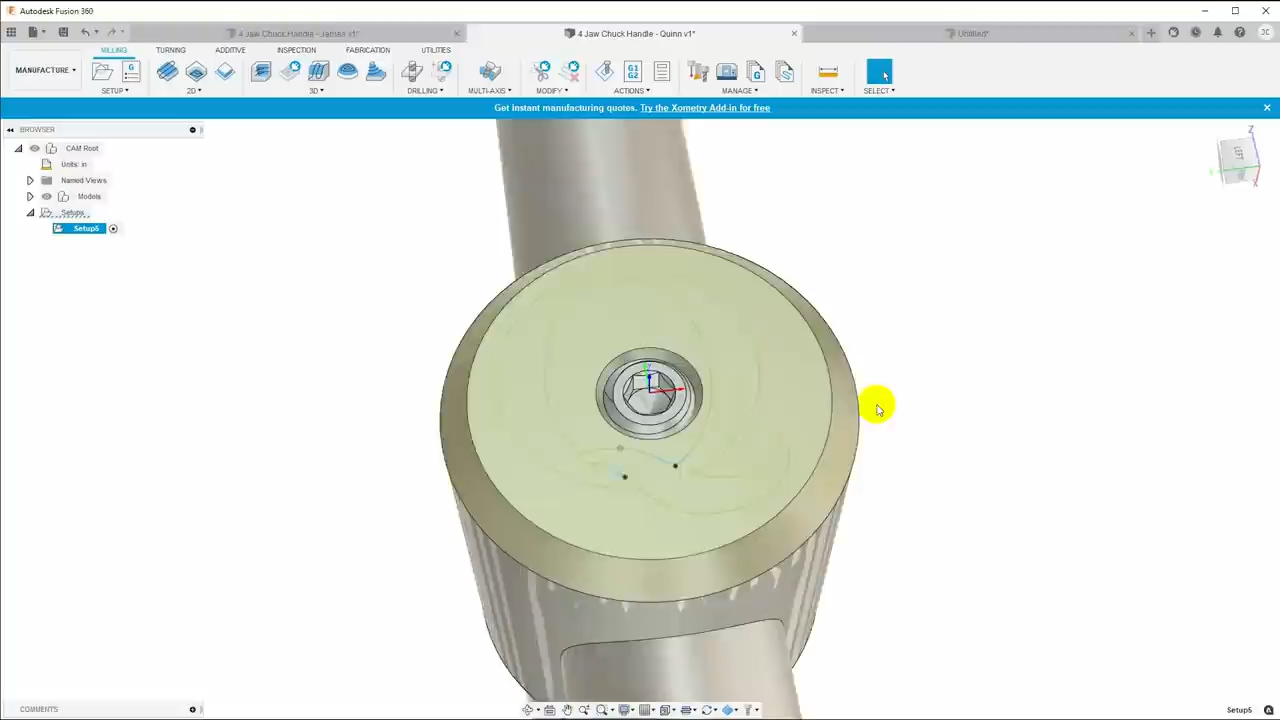 Autodesk Fusion 360
4 Jaw Chuck Handle - James v1*
4 Jaw Chuck Handle - Quinn v1*
Untitled*
MILLING
TURNING
ADDITIVE
INSPECTION
FABRICATION
UTILITIES
MANUFACTURE
SETUP
2D
3D
DRILLING
MULTI-AXIS
MODIFY
ACTIONS
MANAGE
INSPECT
SELECT
G1
G2
Get instant manufacturing quotes. Try the Xometry Add-in for free
BROWSER
CAM Root
Units: in
Named Views
Models
Setups
Setup5
Z
LEFT
X
COMMENTS
Setup5